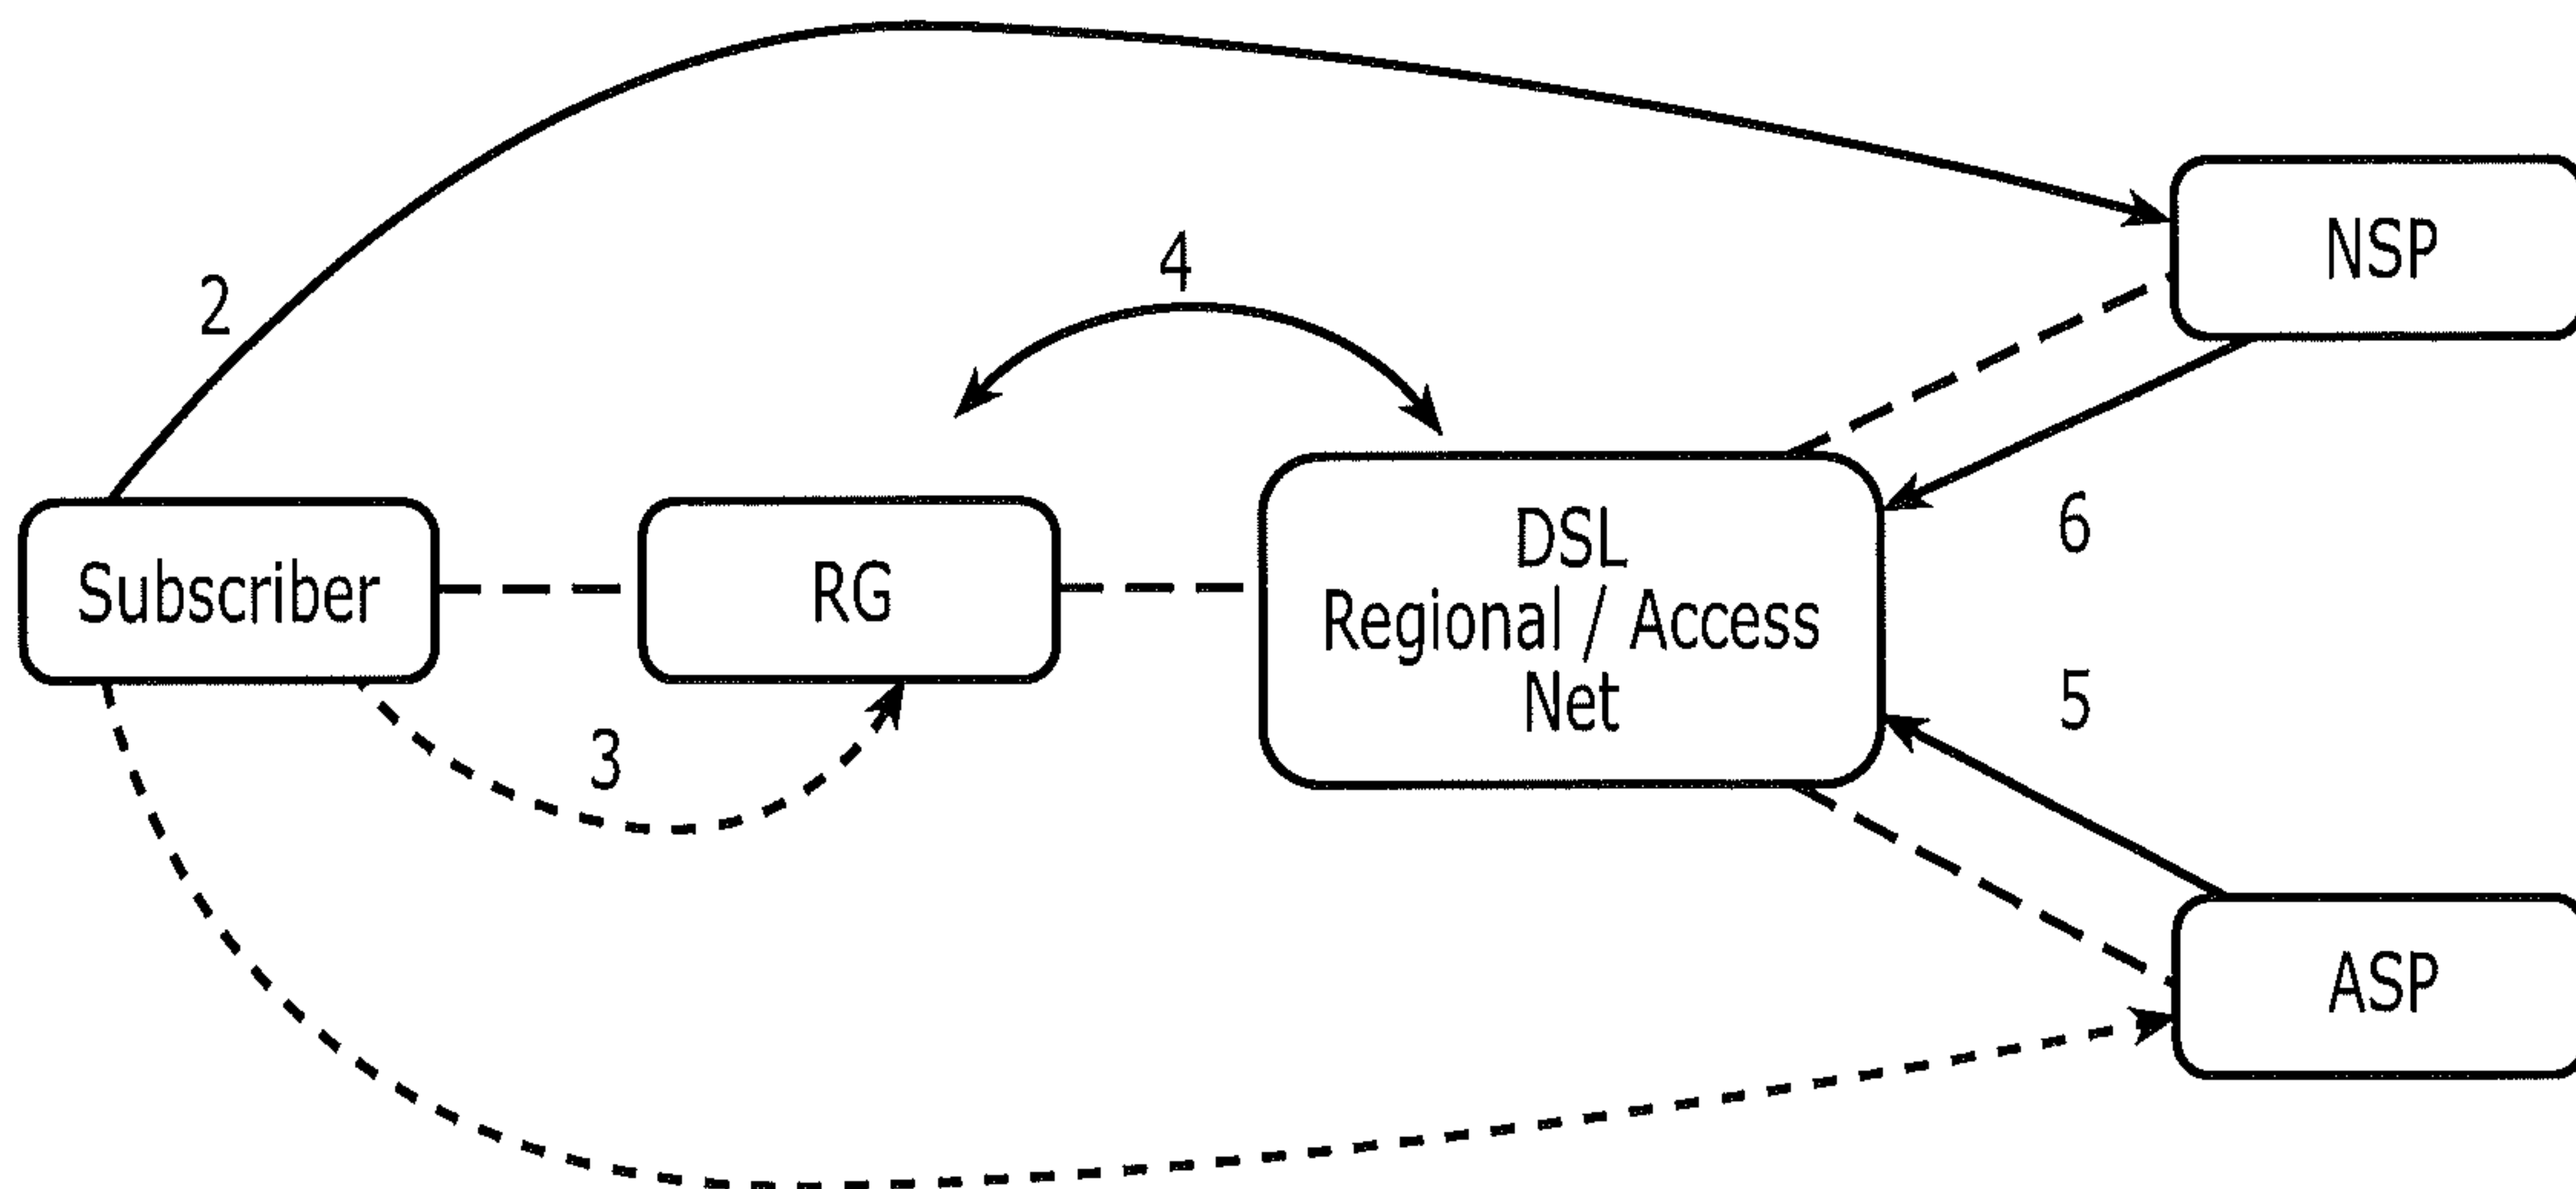 2
4
NSP
6
Subscriber
RG
DSL
Regional / Access
Net
5
3
ASP